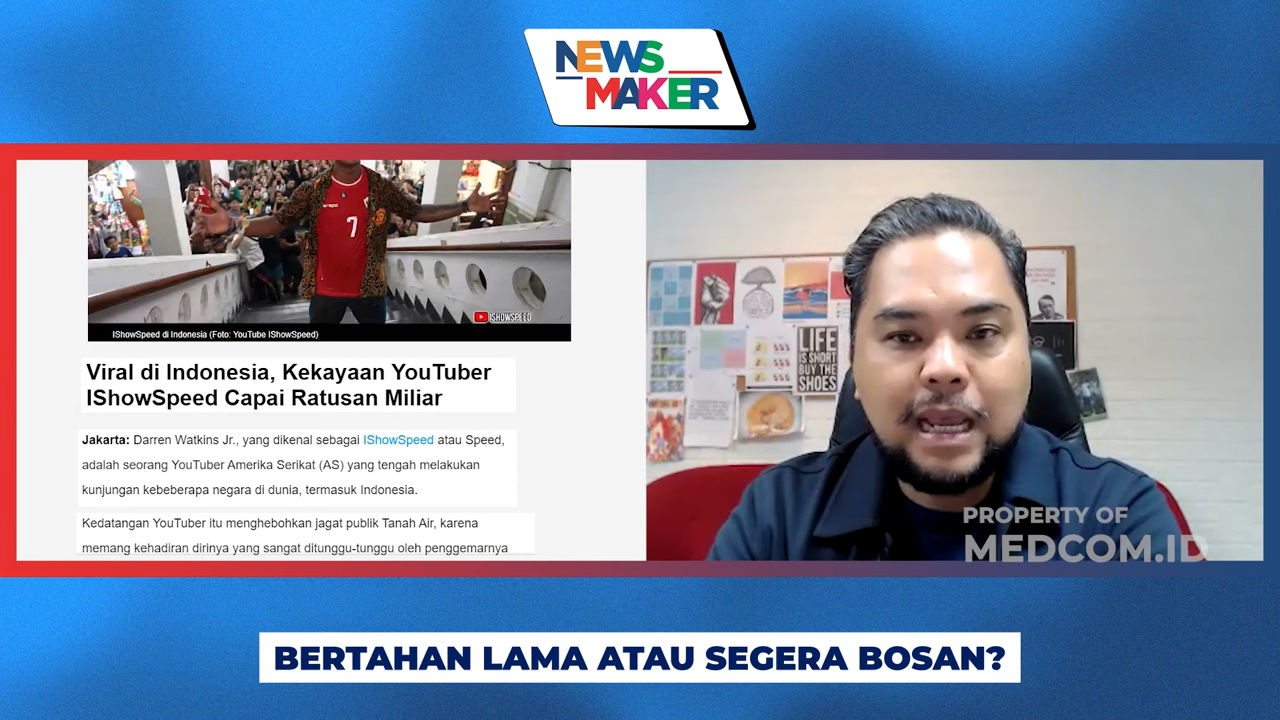 NEWS
MAKER
7
ISHOWSPEED
IShowSpeed di Indonesia (Foto: YouTube IShowSpeed)
Viral di Indonesia, Kekayaan YouTuber
IShowSpeed Capai Ratusan Miliar
Jakarta: Darren Watkins Jr., yang dikenal sebagai IShowSpeed atau Speed,
adalah seorang YouTuber Amerika Serikat (AS) yang tengah melakukan
kunjungan kebeberapa negara di dunia, termasuk Indonesia.
Kedatangan YouTuber itu menghebohkan jagat publik Tanah Air, karena
memang kehadiran dirinya yang sangat ditunggu-tunggu oleh penggemarnya
LIFE
IS SHORT
BUY THE
SHOES
PROPERTY OF
MEDCOM.ID
BERTAHAN LAMA ATAU SEGERA BOSAN?